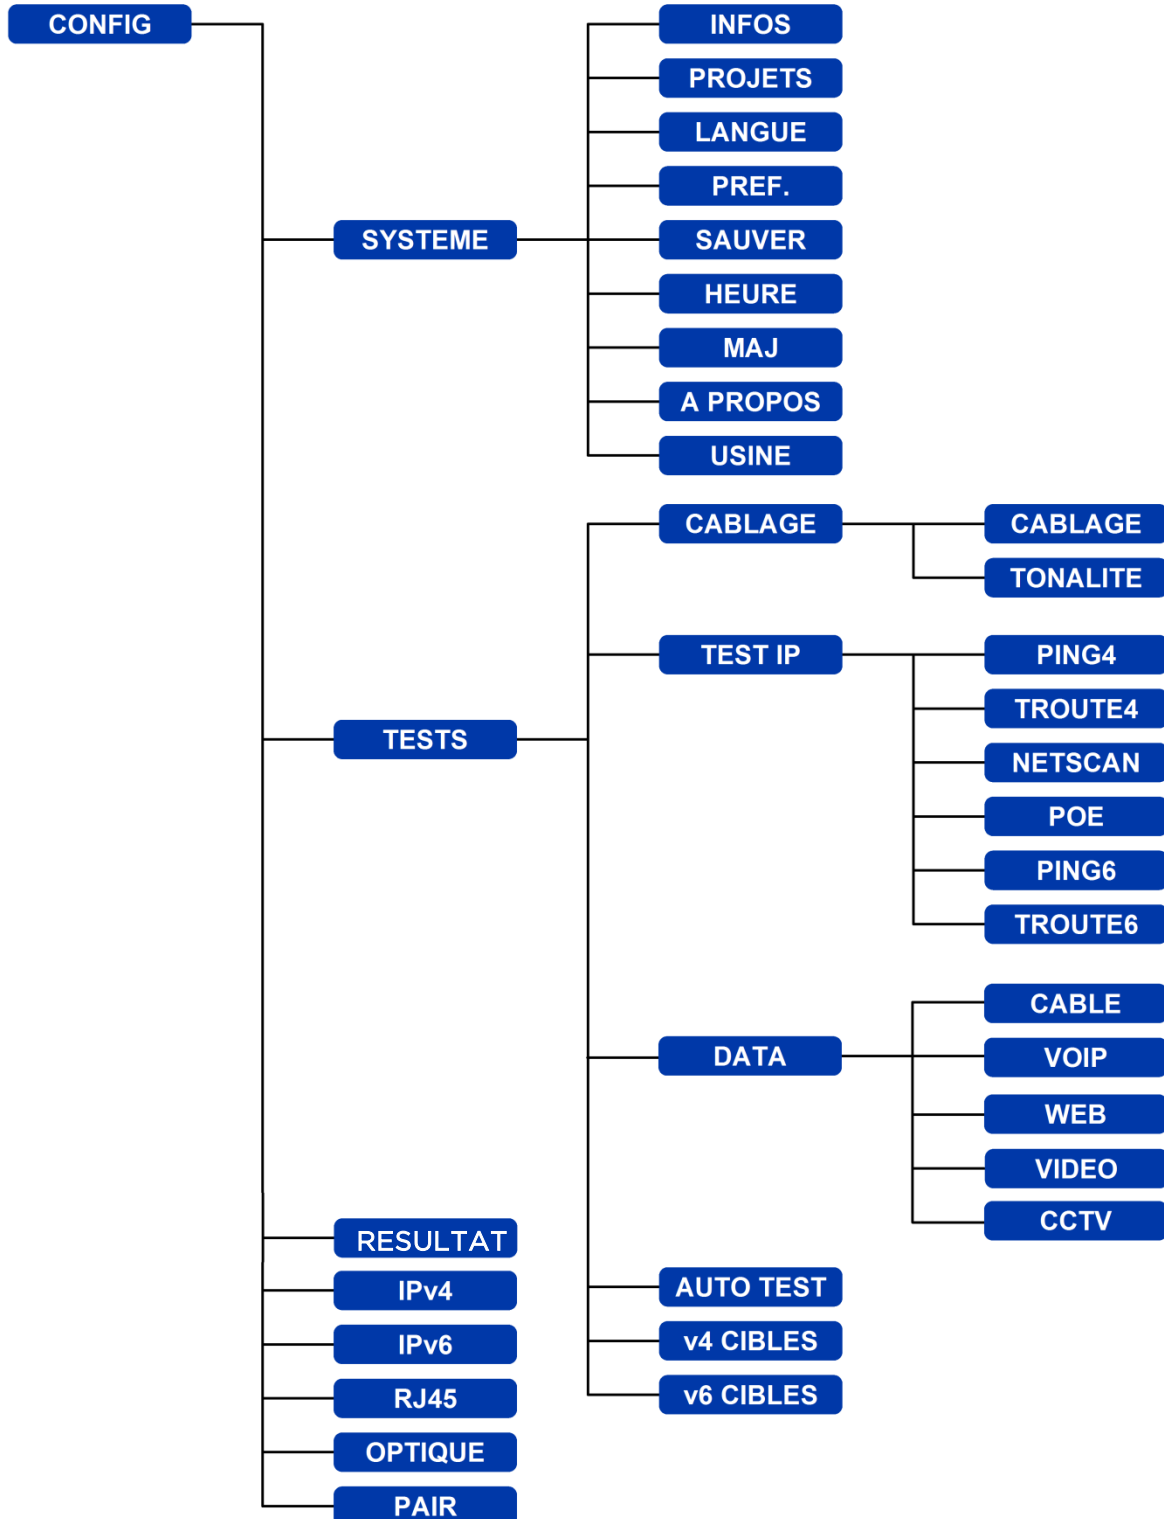 CONFIG
SYSTEME
INFOS
PROJETS
LANGUE
PREF.
SAUVER
HEURE
MAJ
A PROPOS
USINE
TESTS
CABLAGE
CABLAGE
TONALITE
TEST IP
PING4
TROUTE4
NETSCAN
POE
PING6
TROUTE6
DATA
CABLE
VOIP
WEB
VIDEO
CCTV
AUTO TEST
v4 CIBLES
v6 CIBLES
RESULTAT
IPv4
IPv6
RJ45
OPTIQUE
PAIR